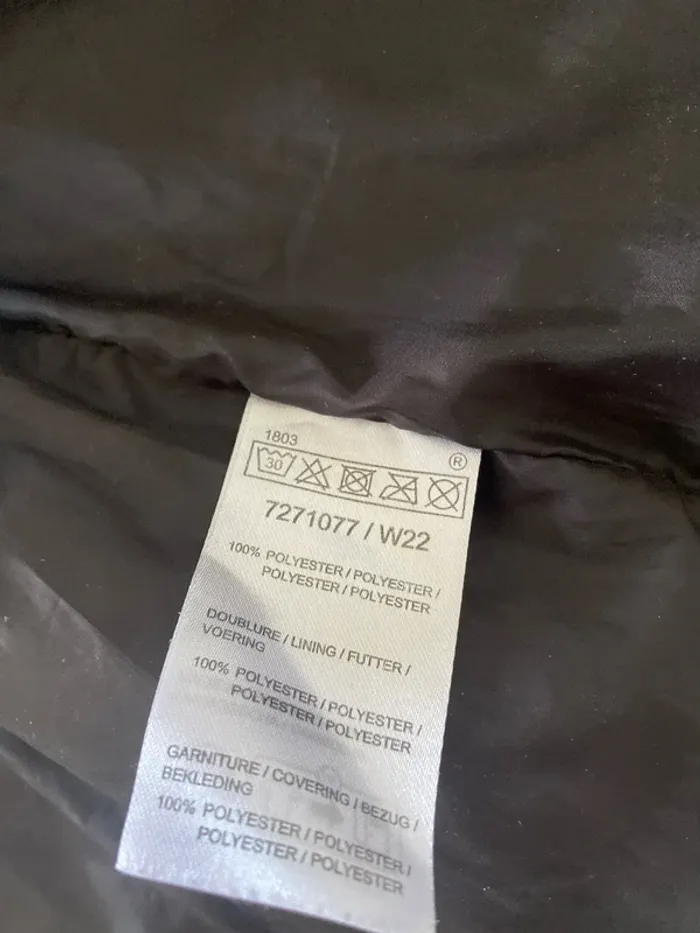 1803
®
30
7271077 / W22
100% POLYESTER / POLYESTER /
POLYESTER / POLYESTER
DOUBLURE / LINING / FUTTER /
VOERING
100% POLYESTER / POLYESTER /
POLYESTER / POLYESTER
GARNITURE / COVERING / BEZUG /
BEKLEDING
100% POLYESTER / POLYESTER /
POLYESTER / POLYESTER